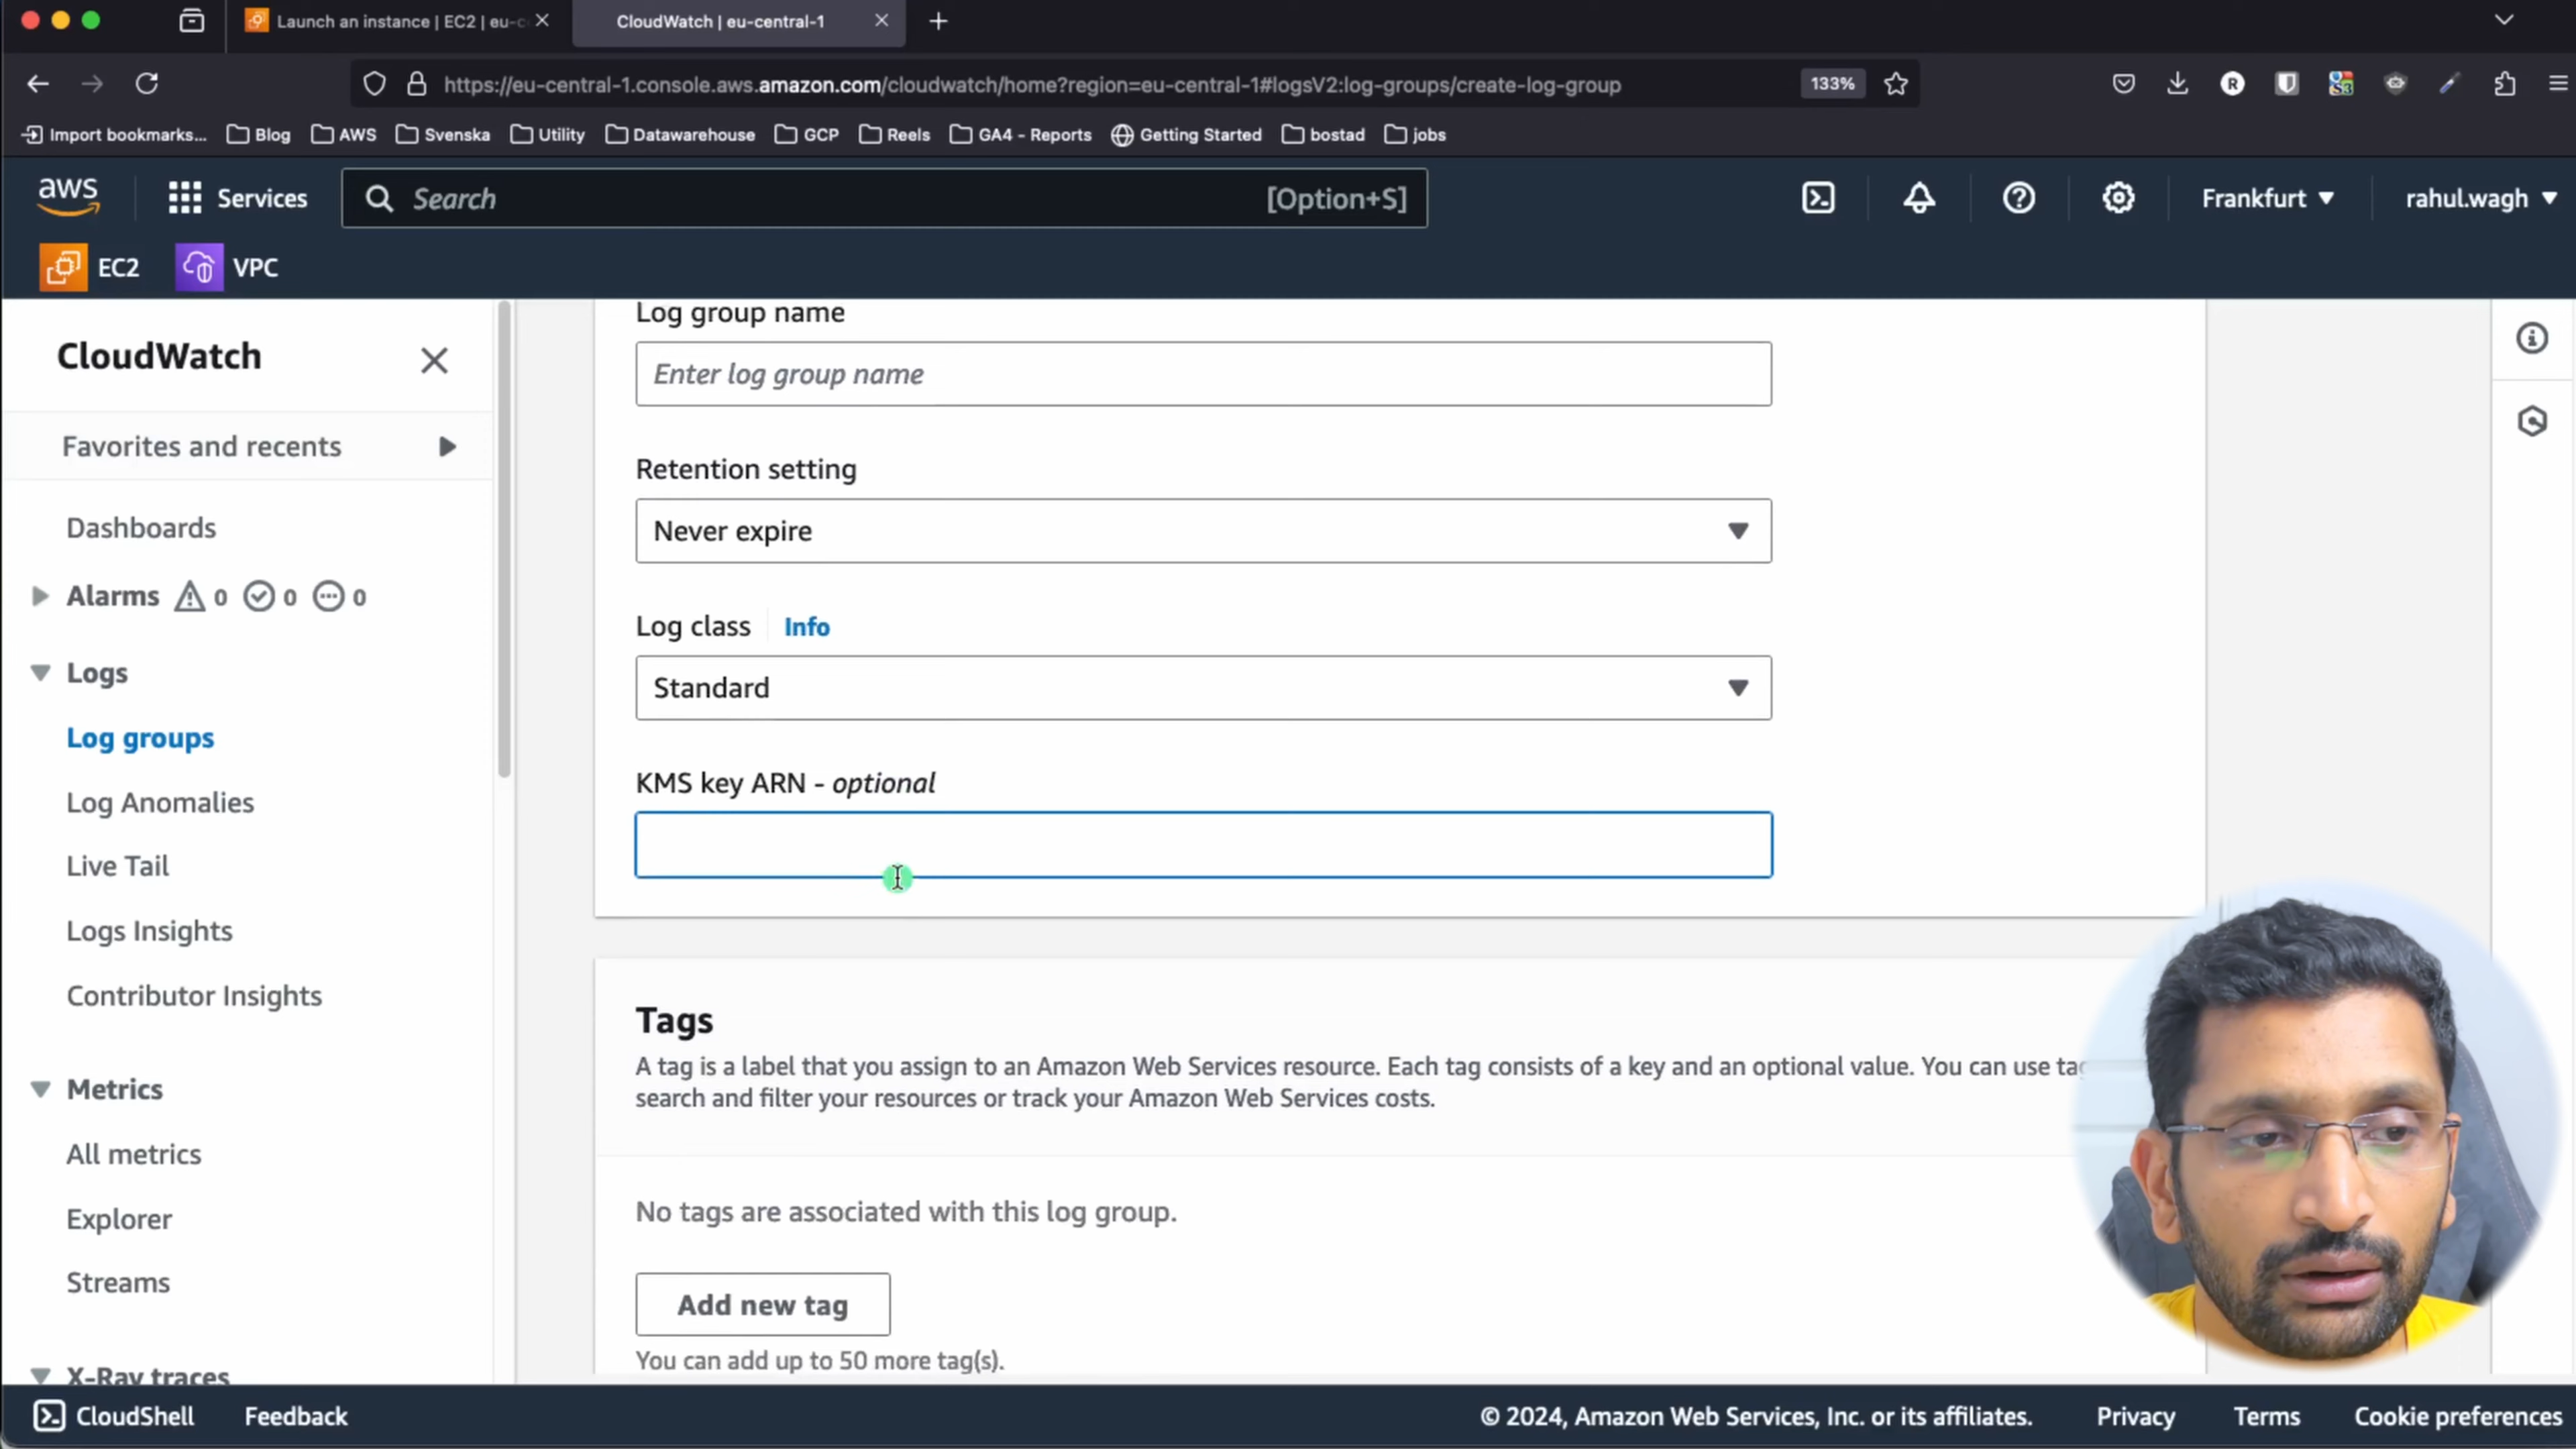 Launch an instance | EC2 | eu-c
CloudWatch | eu-central-1
https://eu-central-1.console.aws.amazon.com/cloudwatch/home?region=eu-central-1#logsV2:log-groups/create-log-group
133%
Import bookmarks...
Blog
AWS
Svenska
Utility
Datawarehouse
GCP
Reels
GA4 - Reports
Getting Started
bostad
jobs
aws
Services
Search
[Option+S]
Frankfurt
rahul.wagh
EC2
VPC
CloudWatch
Favorites and recents
Dashboards
Alarms 0 0 0
Logs
Log groups
Log Anomalies
Live Tail
Logs Insights
Contributor Insights
Metrics
All metrics
Explorer
Streams
X-Ray traces
Log group name
Enter log group name
Retention setting
Never expire
Log class Info
Standard
KMS key ARN - optional
Tags
A tag is a label that you assign to an Amazon Web Services resource. Each tag consists of a key and an optional value. You can use
search and filter your resources or track your Amazon Web Services costs.
No tags are associated with this log group.
Add new tag
You can add up to 50 more tag(s).
CloudShell
Feedback
© 2024, Amazon Web Services, Inc. or its affiliates.
Privacy
Terms
Cookie preferences